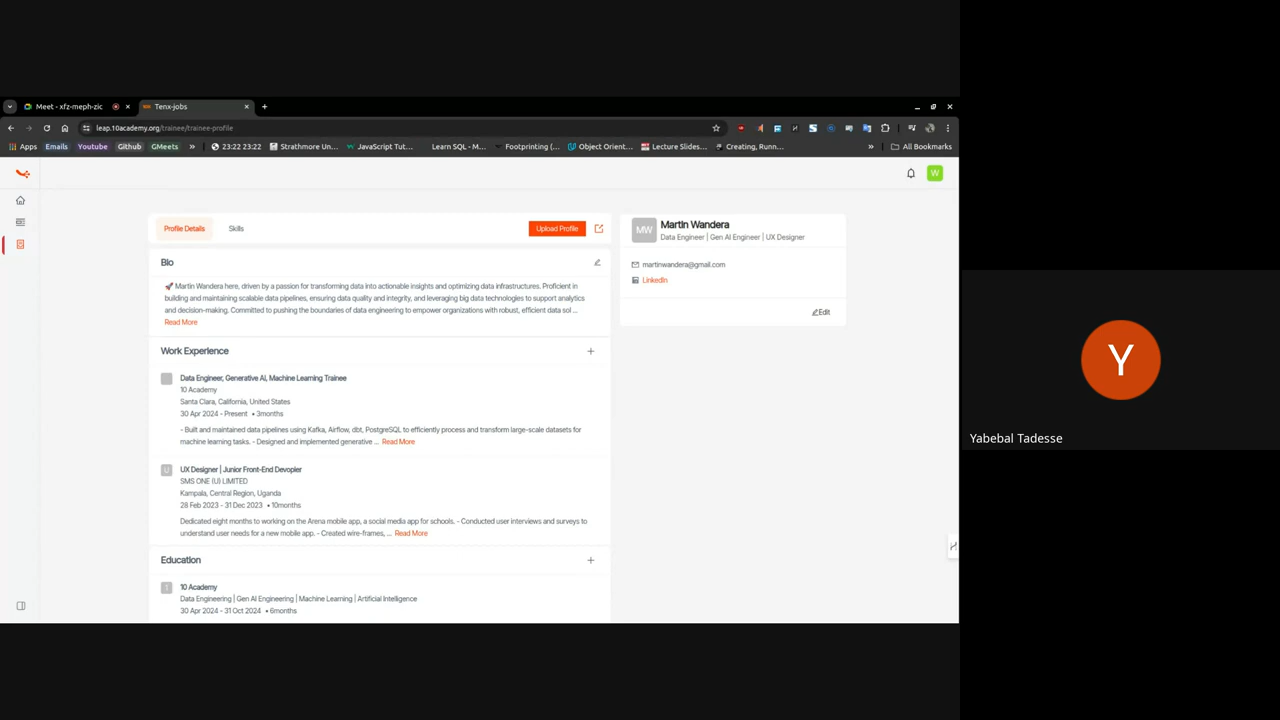 Meet - xfz-meph-zic
Tenx-jobs
leap.10academy.org/trainee/trainee-profile
Apps Emails Youtube Github GMeets » 23:22 23:22 Strathmore Un... JavaScript Tut... Learn SQL - M... Footprinting (... Object Orient... Lecture Slides... Creating, Runn... » All Bookmarks
W
Profile Details Skills Upload Profile
MW Martin Wandera
Data Engineer | Gen AI Engineer | UX Designer
martinwandera@gmail.com
LinkedIn
Edit
Bio
🚀 Martin Wandera here, driven by a passion for transforming data into actionable insights and optimizing data infrastructures. Proficient in
building and maintaining scalable data pipelines, ensuring data quality and integrity, and leveraging big data technologies to support analytics
and decision-making. Committed to pushing the boundaries of data engineering to empower organizations with robust, efficient data sol ...
Read More
Work Experience
Data Engineer, Generative AI, Machine Learning Trainee
10 Academy
Santa Clara, California, United States
30 Apr 2024 - Present • 3months
- Built and maintained data pipelines using Kafka, Airflow, dbt, PostgreSQL to efficiently process and transform large-scale datasets for
machine learning tasks. - Designed and implemented generative ... Read More
U UX Designer | Junior Front-End Devopler
SMS ONE (U) LIMITED
Kampala, Central Region, Uganda
28 Feb 2023 - 31 Dec 2023 • 10months
Dedicated eight months to working on the Arena mobile app, a social media app for schools. - Conducted user interviews and surveys to
understand user needs for a new mobile app. - Created wire-frames, ... Read More
Education
1 10 Academy
Data Engineering | Gen AI Engineering | Machine Learning | Artificial Intelligence
30 Apr 2024 - 31 Oct 2024 • 6months
Y
Yabebal Tadesse